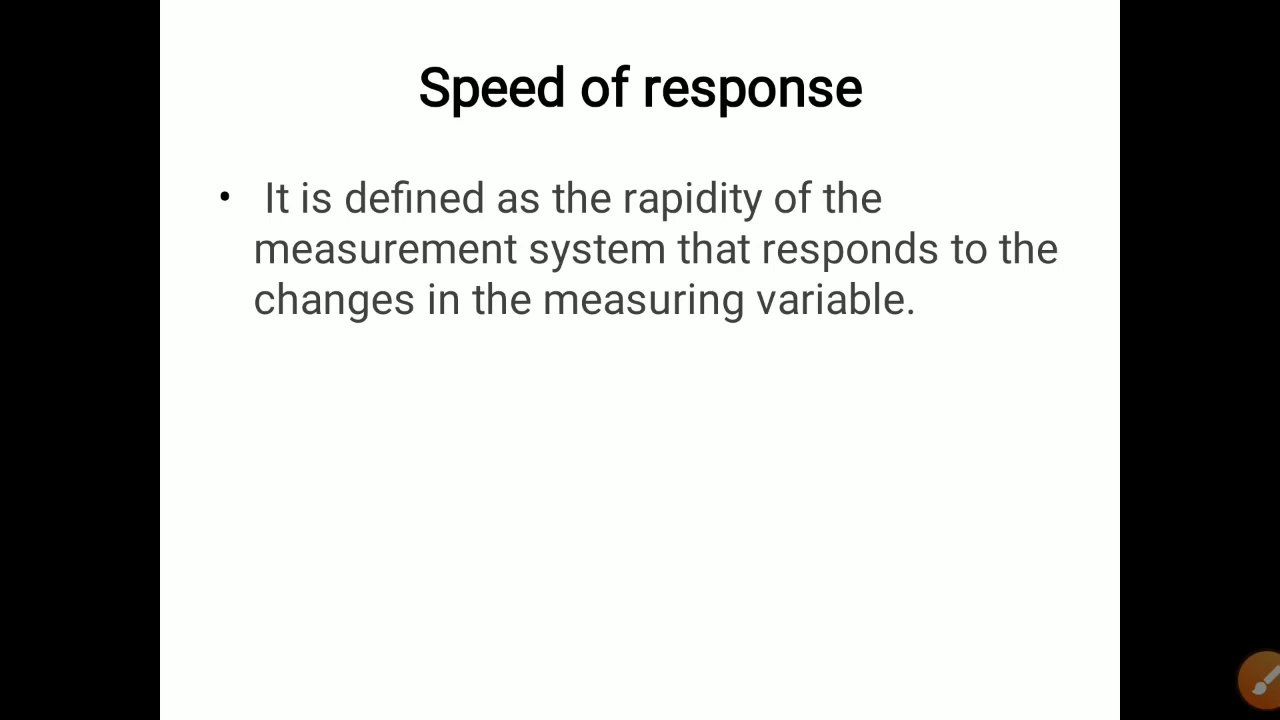 Speed of response
• It is defined as the rapidity of the
measurement system that responds to the
changes in the measuring variable.